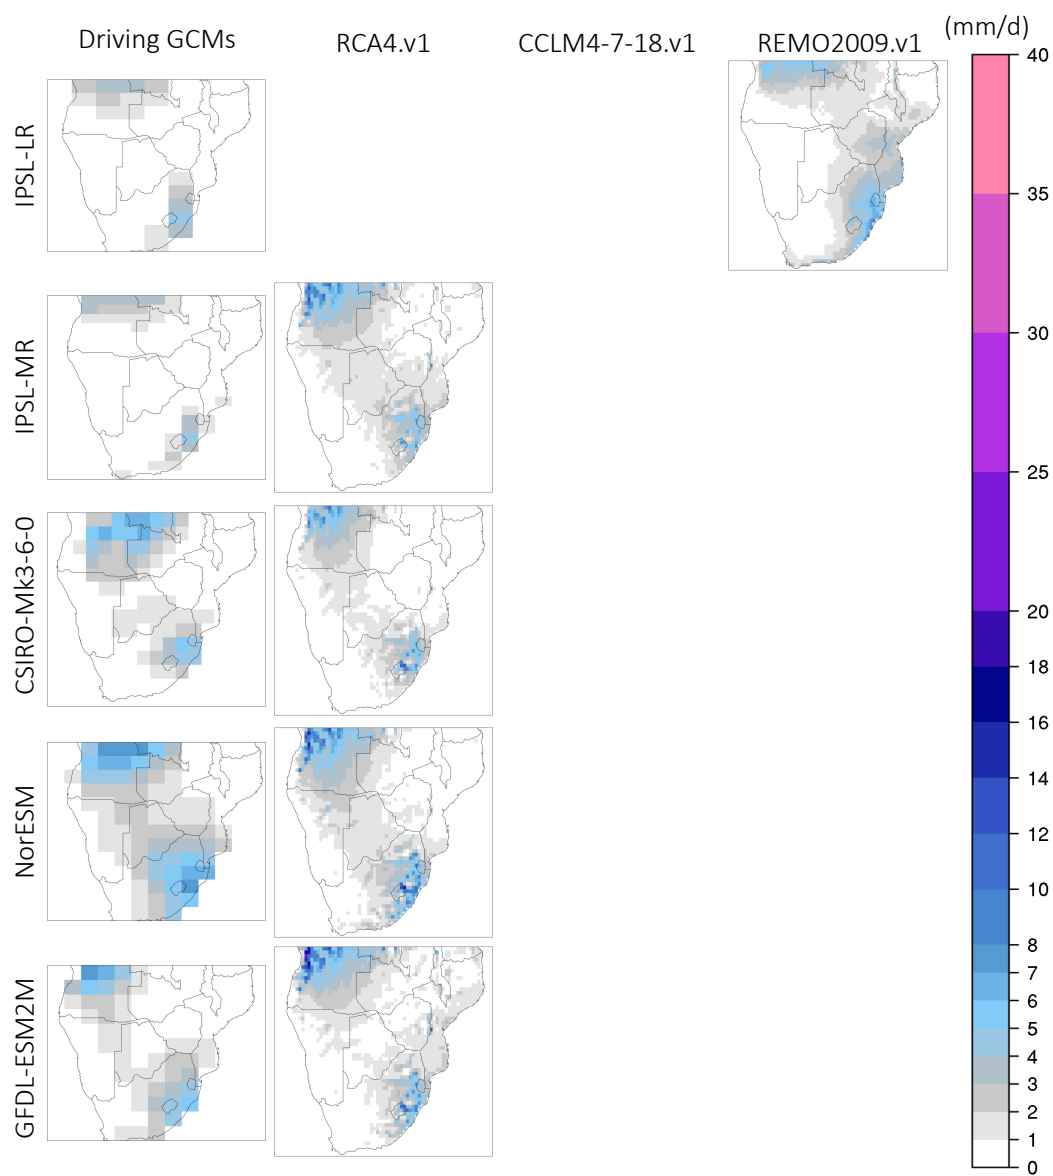 (mm/d)
Driving GCMs RCA4.v1 CCLM4-7-18.v1 REMO2009.v1
IPSL-LR
IPSL-MR
CSIRO-Mk3-6-0
NorESM
GFDL-ESM2M
40
35
30
25
20
18
16
14
12
10
8
7
6
5
4
3
2
1
0